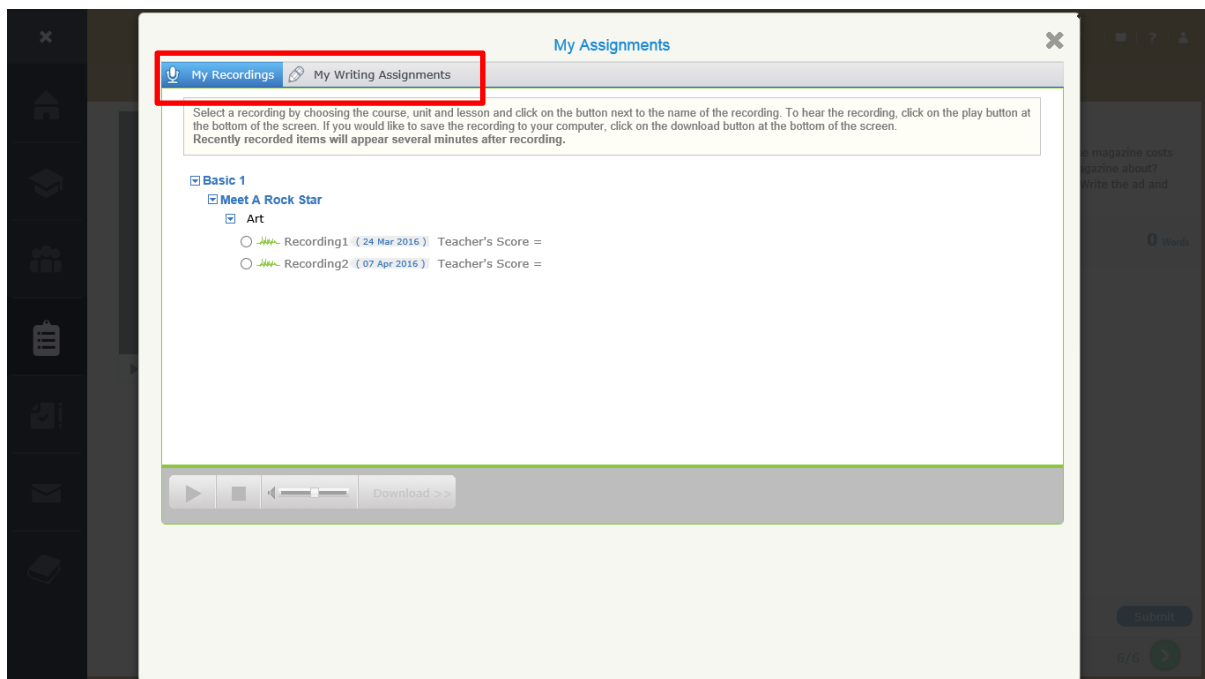 My Assignments
My Recordings My Writing Assignments
Select a recording by choosing the course, unit and lesson and click on the button next to the name of the recording. To hear the recording, click on the play button at
the bottom of the screen. If you would like to save the recording to your computer, click on the download button at the bottom of the screen.
Recently recorded items will appear several minutes after recording.
Basic 1
Meet A Rock Star
Art
Recording1 ( 24 Mar 2016 ) Teacher's Score =
Recording2 ( 07 Apr 2016 ) Teacher's Score =
Download >>
?
magazine costs
magazine about?
Write the ad and
0 Words
Submit
6/6